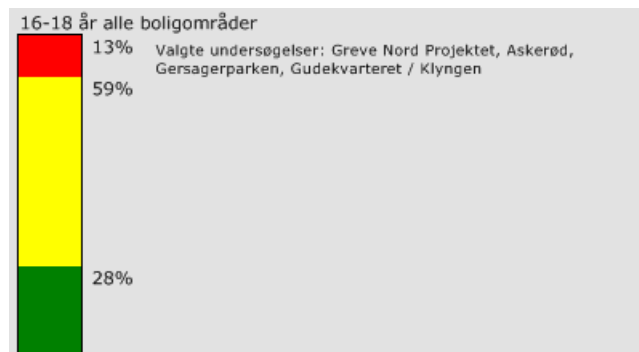 16-18 år alle boligområder
13%
Valgte undersøgelser: Greve Nord Projektet, Askerød,
Gersagerparken, Gudekvarteret / Klyngen
59%
28%